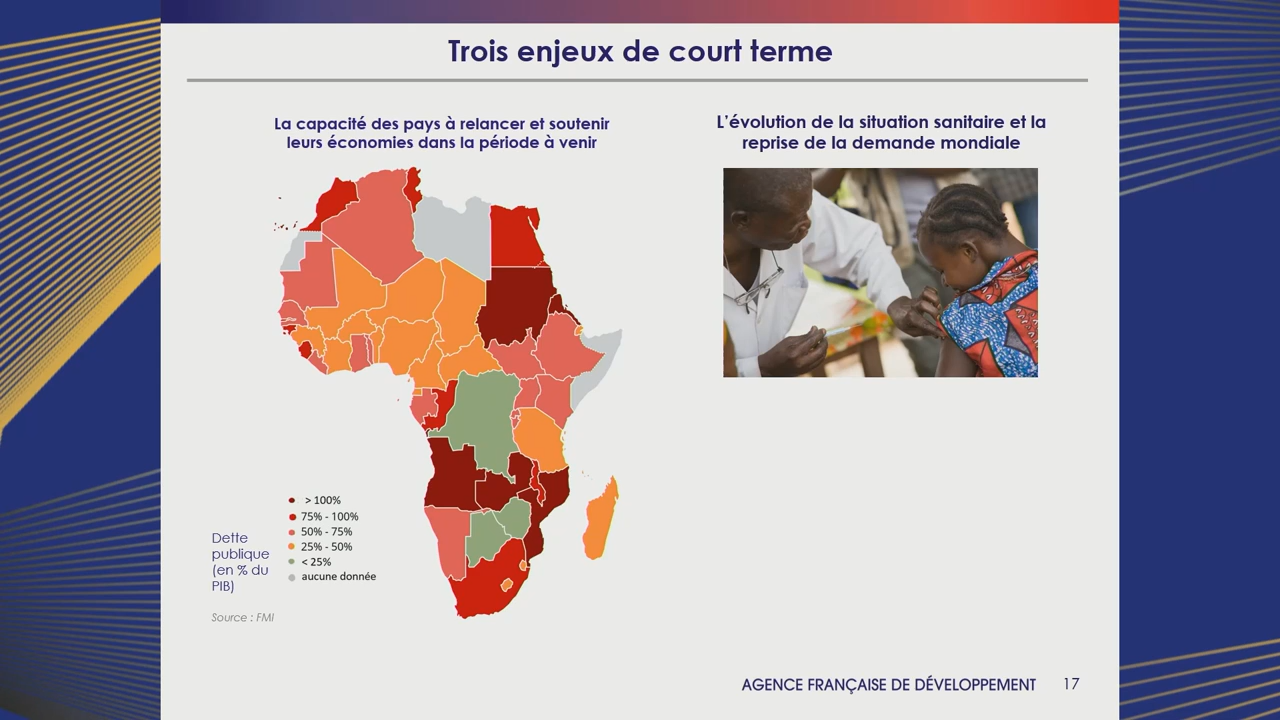 Trois enjeux de court terme
La capacité des pays à relancer et soutenir
leurs économies dans la période à venir
L'évolution de la situation sanitaire et la
reprise de la demande mondiale
> 100%
75% - 100%
50% - 75%
25% - 50%
< 25%
aucune donnée
Dette
publique
(en % du
PIB)
Source : FMI
AGENCE FRANÇAISE DE DÉVELOPPEMENT 17